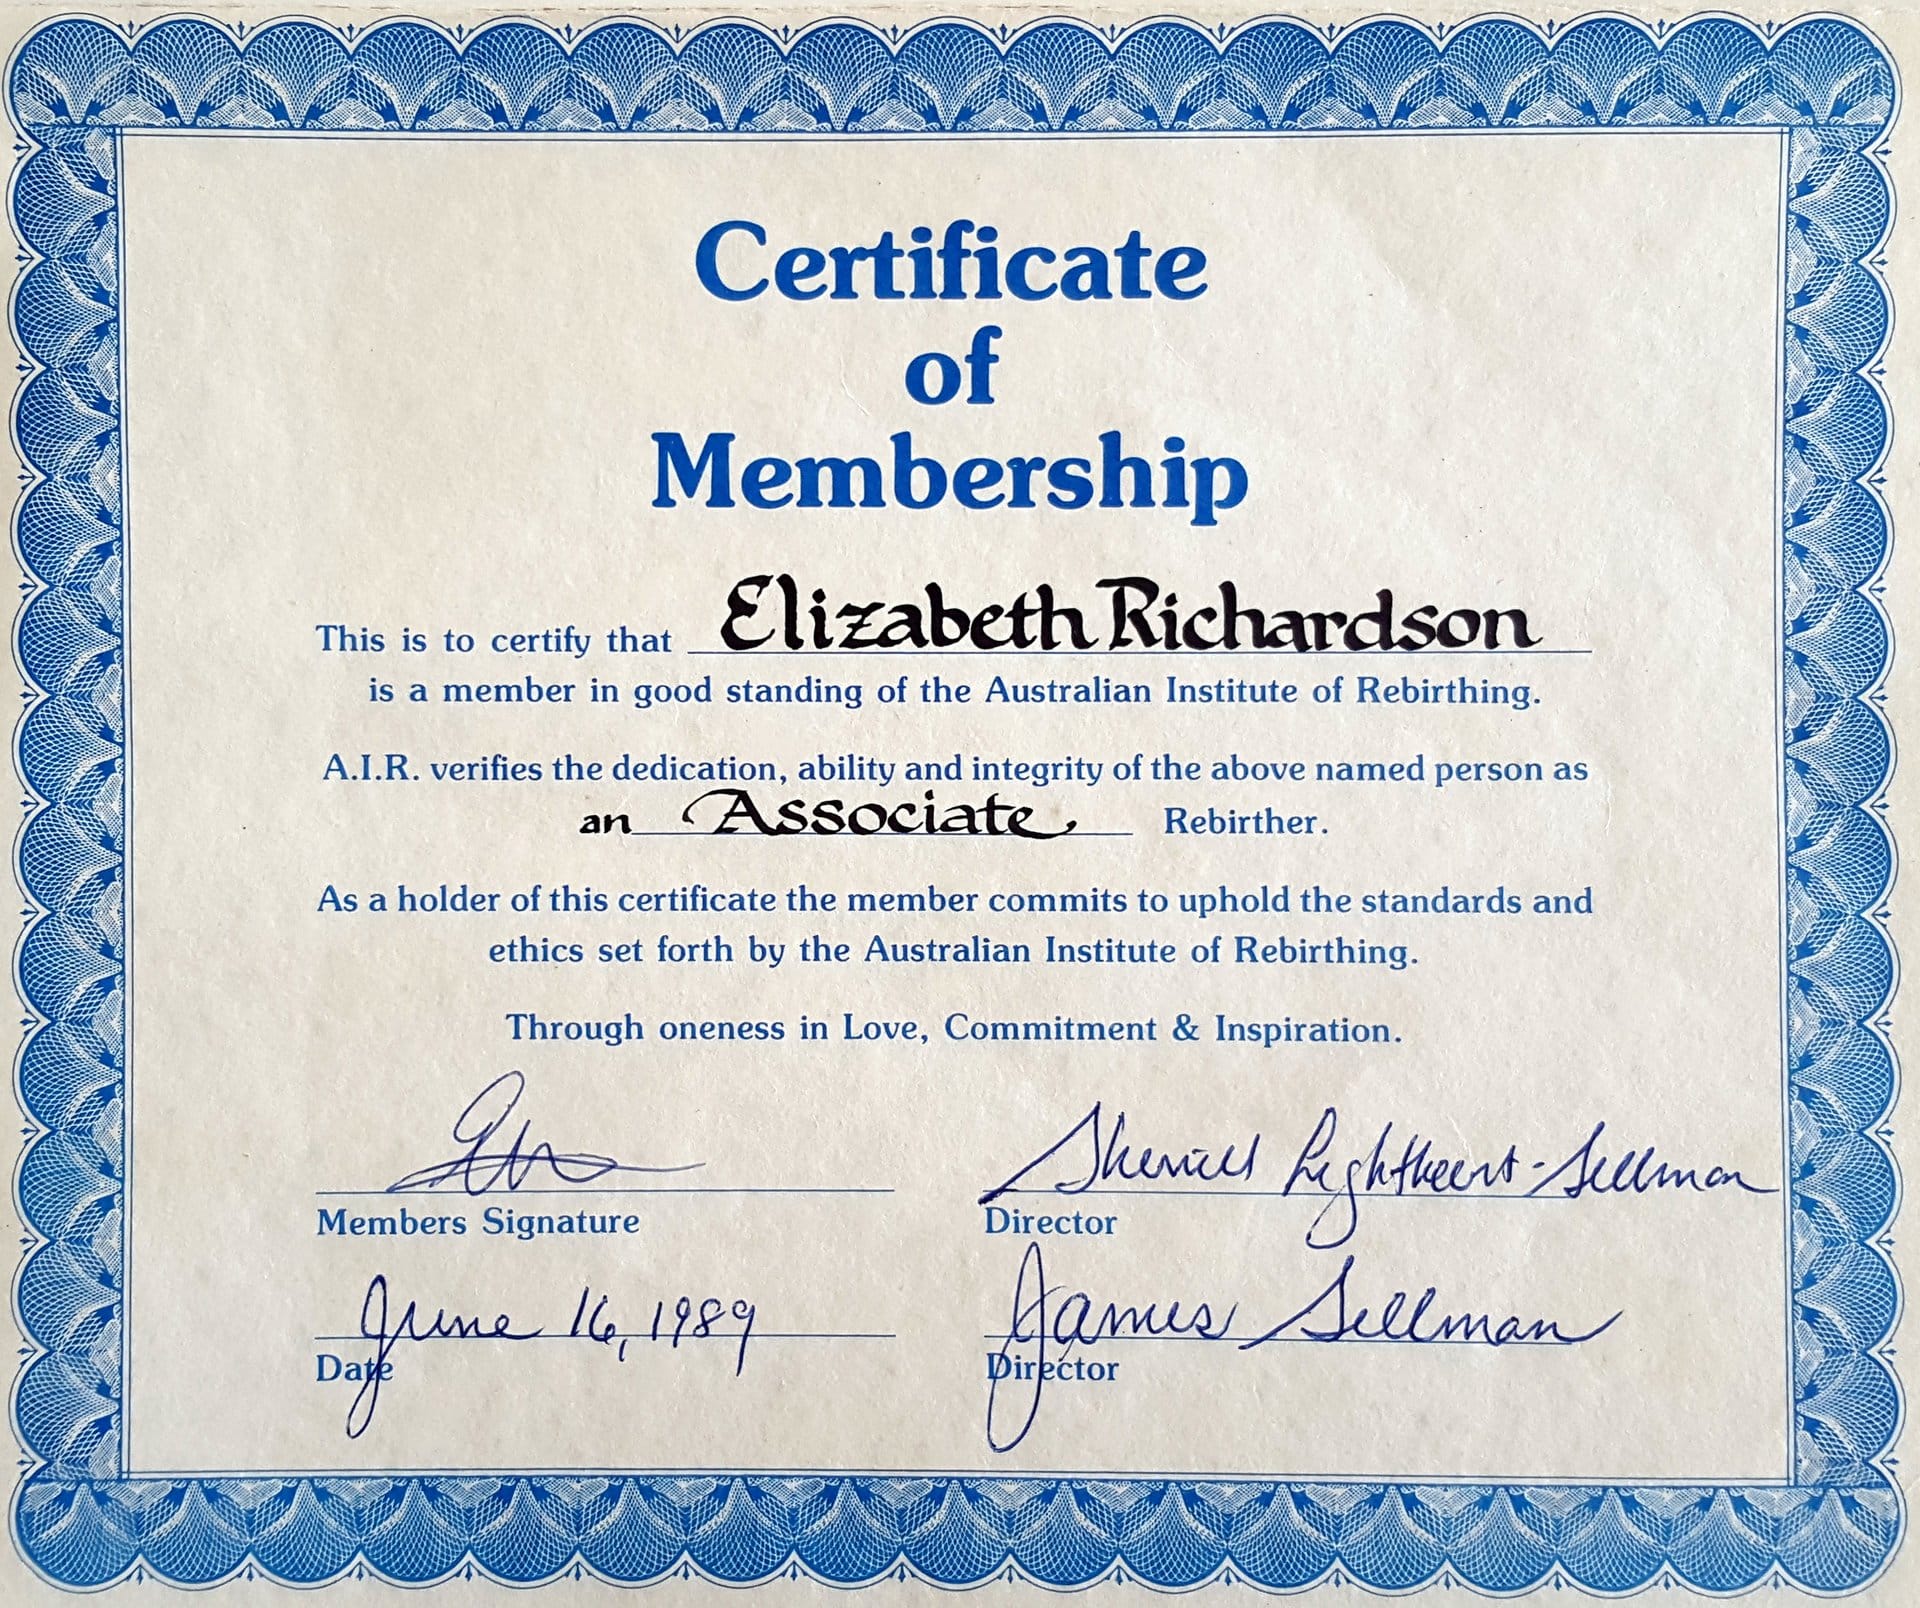 Certificate
of
Membership
This is to certify that Elizabeth Richardson
is a member in good standing of the Australian Institute of Rebirthing.
A.I.R. verifies the dedication, ability and integrity of the above named person as
an Associate Rebirther.
As a holder of this certificate the member commits to uphold the standards and
ethics set forth by the Australian Institute of Rebirthing.
Through oneness in Love, Commitment & Inspiration.
Sherrill Lightheart-Sellman
Members Signature Director
June 16, 1989 James Sellman
Date Director